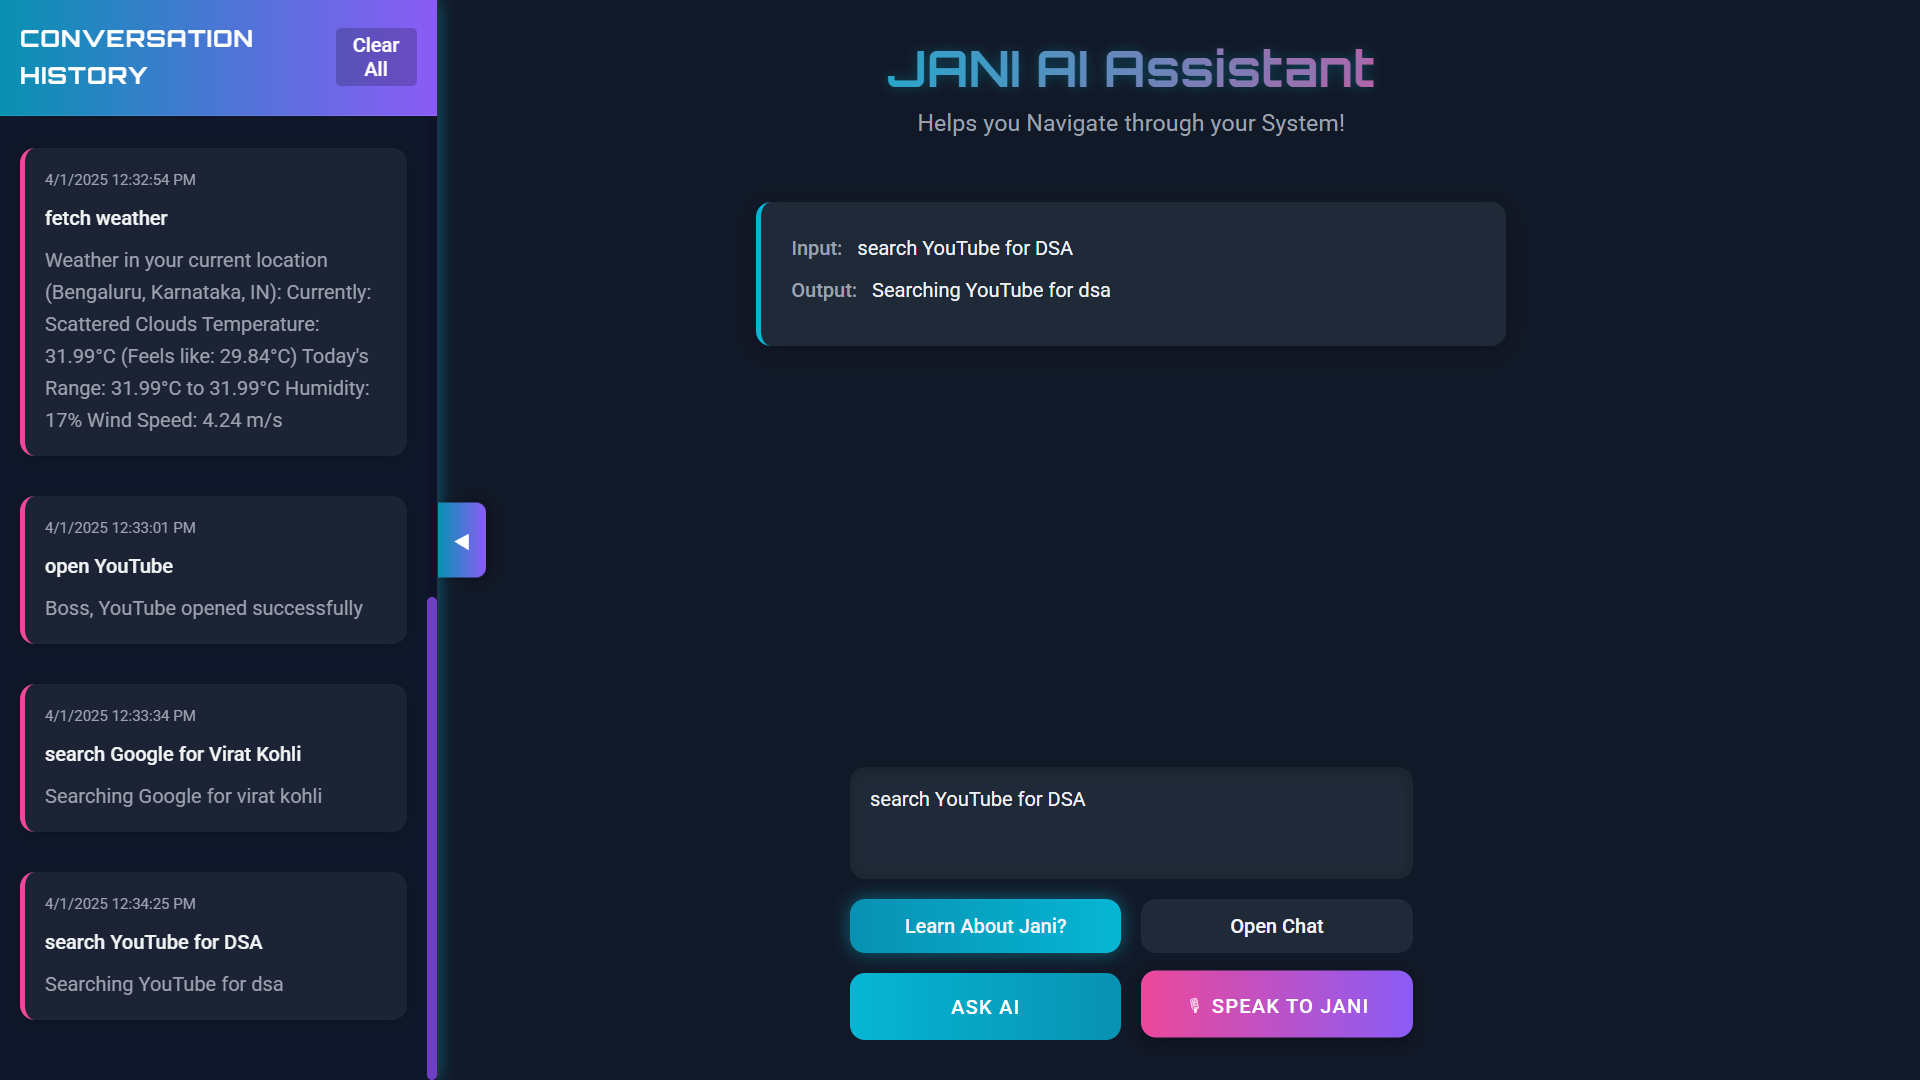 CONVERSATION
HISTORY
Clear
All
4/1/2025 12:32:54 PM
fetch weather
Weather in your current location
(Bengaluru, Karnataka, IN): Currently:
Scattered Clouds Temperature:
31.99°C (Feels like: 29.84°C) Today's
Range: 31.99°C to 31.99°C Humidity:
17% Wind Speed: 4.24 m/s
4/1/2025 12:33:01 PM
open YouTube
Boss, YouTube opened successfully
4/1/2025 12:33:34 PM
search Google for Virat Kohli
Searching Google for virat kohli
4/1/2025 12:34:25 PM
search YouTube for DSA
Searching YouTube for dsa
JANI AI Assistant
Helps you Navigate through your System!
Input: search YouTube for DSA
Output: Searching YouTube for dsa
search YouTube for DSA
Learn About Jani?
Open Chat
ASK AI
SPEAK TO JANI